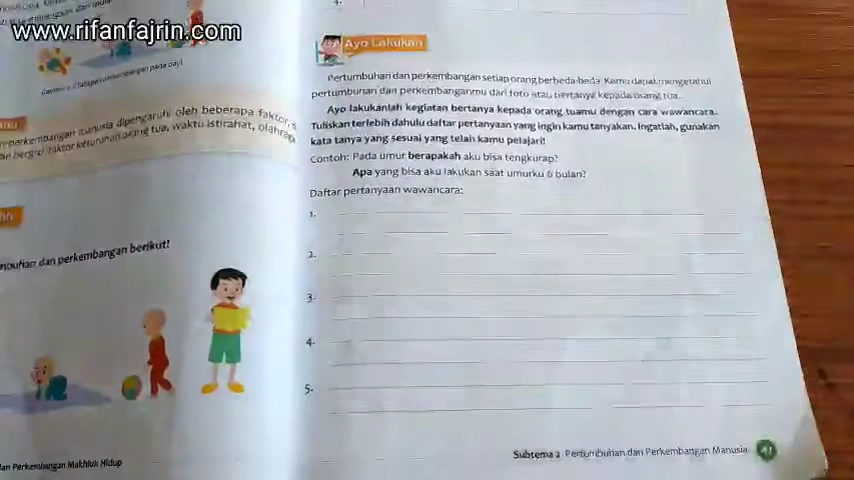 www.rifanfajrin.com
4.
pada bayi
perkembangan manusia dipengaruhi oleh beberapa faktor,
bergizi, faktor keturunan orang tua, waktu istirahat, olahraga
buhan dan perkembangan berikut!
dan Perkembangan Makhluk Hidup
Ayo Lakukan
Pertumbuhan dan perkembangan setiap orang berbeda-beda. Kamu dapat mengetahui
pertumbuhan dan perkembanganmu dari foto atau bertanya kepada orang tua.
Ayo lakukanlah kegiatan bertanya kepada orang tuamu dengan cara wawancara.
Tuliskan terlebih dahulu daftar pertanyaan yang ingin kamu tanyakan. Ingatlah, gunakan
kata tanya yang sesuai yang telah kamu pelajari!
Contoh: Pada umur berapakah aku bisa tengkurap?
Apa yang bisa aku lakukan saat umurku 6 bulan?
Daftar pertanyaan wawancara:
1.
2.
3.
4.
5.
Subtema 2 Pertumbuhan dan Perkembangan Manusia